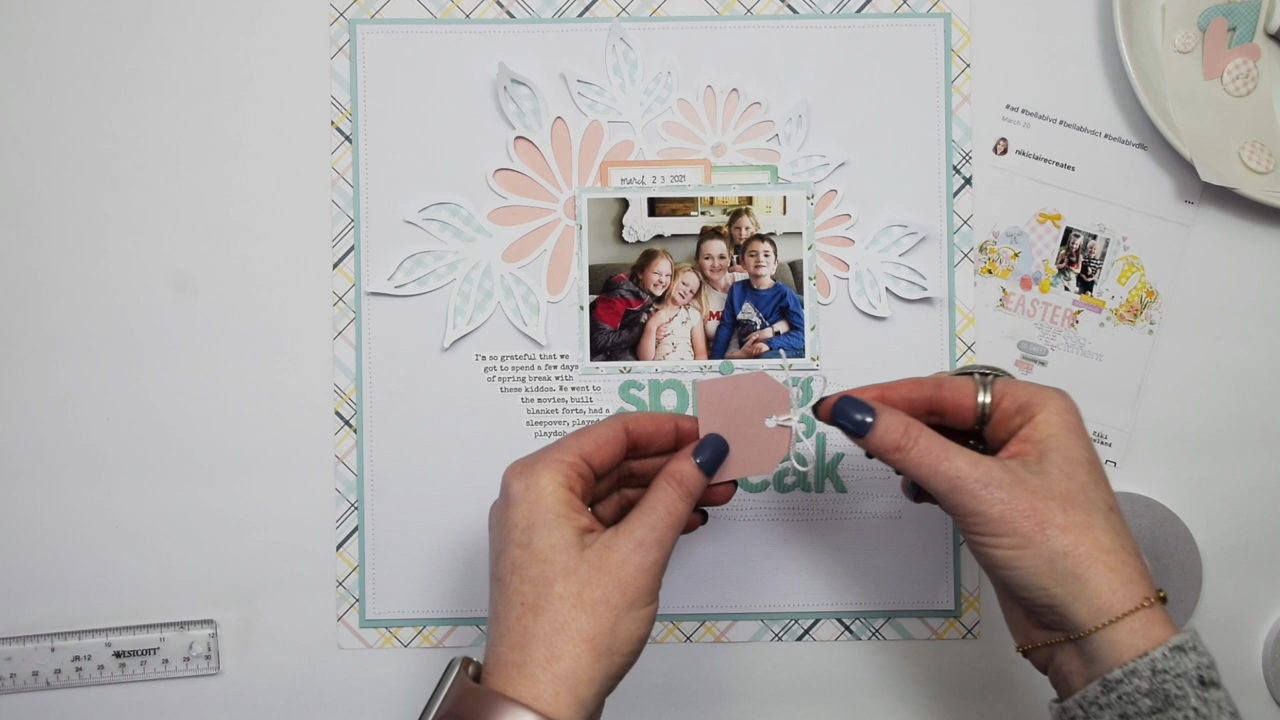 #ad #bellablvd #bellablvdct #bellablvdllc
March 20
nikiclairecreates
march 23 2021
EASTER
I'm so grateful that we
got to spend a few days
of spring break with
these kiddos. We went to
the movies, built
blanket forts, had a
sleepover, played
playdoh
spring
JR-12 WESTCOTT